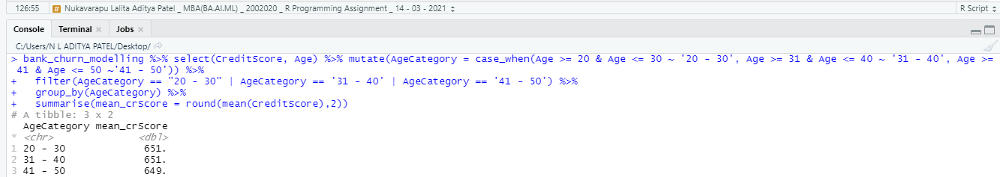 126:55 # Nukavarapu Lalita Aditya Patel _ MBA(BA.AI.ML) _ 2002020 _ R Programming Assignment _ 14 - 03 - 2021 R Script
Console Terminal Jobs
C:/Users/N L ADITYA PATEL/Desktop/
> bank_churn_modelling %>% select(CreditScore, Age) %>% mutate(AgeCategory = case_when(Age >= 20 & Age <= 30 ~ '20 - 30', Age >= 31 & Age <= 40 ~ '31 - 40', Age >=
41 & Age <= 50 ~'41 - 50')) %>%
+   filter(AgeCategory == "20 - 30" | AgeCategory == '31 - 40' | AgeCategory == '41 - 50') %>%
+   group_by(AgeCategory) %>%
+   summarise(mean_crScore = round(mean(CreditScore),2))
# A tibble: 3 x 2
  AgeCategory mean_crScore
* <chr>              <dbl>
1 20 - 30             651.
2 31 - 40             651.
3 41 - 50             649.